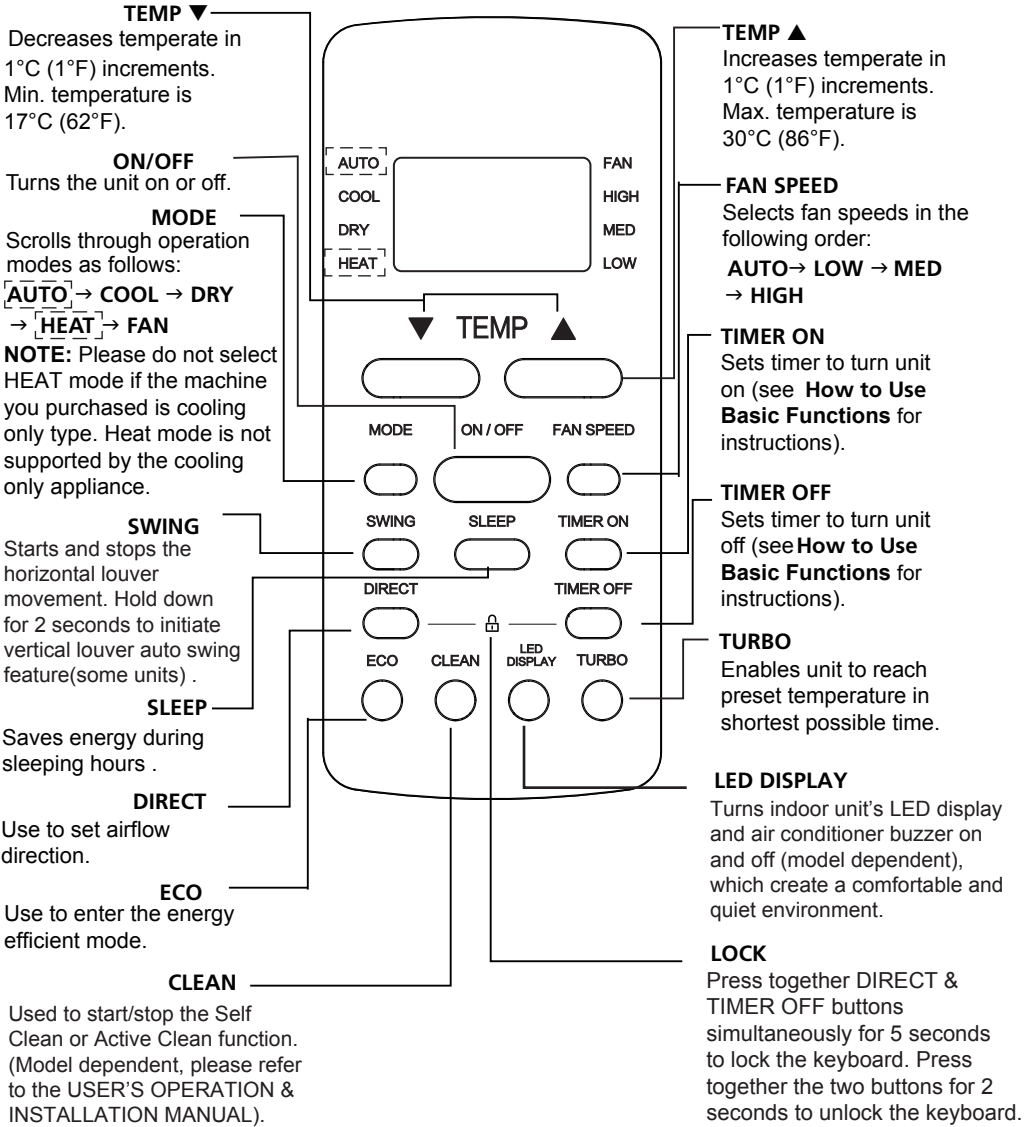 TEMP ▼
Decreases temperate in
1°C (1°F) increments.
Min. temperature is
17°C (62°F).
ON/OFF
Turns the unit on or off.
MODE
Scrolls through operation
modes as follows:
AUTO → COOL → DRY
→ HEAT → FAN
NOTE: Please do not select
HEAT mode if the machine
you purchased is cooling
only type. Heat mode is not
supported by the cooling
only appliance.
SWING
Starts and stops the
horizontal louver
movement. Hold down
for 2 seconds to initiate
vertical louver auto swing
feature(some units) .
SLEEP
Saves energy during
sleeping hours .
DIRECT
Use to set airflow
direction.
ECO
Use to enter the energy
efficient mode.
CLEAN
Used to start/stop the Self
Clean or Active Clean function.
(Model dependent, please refer
to the USER'S OPERATION &
INSTALLATION MANUAL).
AUTO
COOL
DRY
HEAT
FAN
HIGH
MED
LOW
▼ TEMP ▲
MODE ON / OFF FAN SPEED
SWING SLEEP TIMER ON
DIRECT TIMER OFF
ECO CLEAN LED DISPLAY TURBO
TEMP ▲
Increases temperate in
1°C (1°F) increments.
Max. temperature is
30°C (86°F).
FAN SPEED
Selects fan speeds in the
following order:
AUTO→ LOW → MED
→ HIGH
TIMER ON
Sets timer to turn unit
on (see How to Use
Basic Functions for
instructions).
TIMER OFF
Sets timer to turn unit
off (see How to Use
Basic Functions for
instructions).
TURBO
Enables unit to reach
preset temperature in
shortest possible time.
LED DISPLAY
Turns indoor unit's LED display
and air conditioner buzzer on
and off (model dependent),
which create a comfortable and
quiet environment.
LOCK
Press together DIRECT &
TIMER OFF buttons
simultaneously for 5 seconds
to lock the keyboard. Press
together the two buttons for 2
seconds to unlock the keyboard.